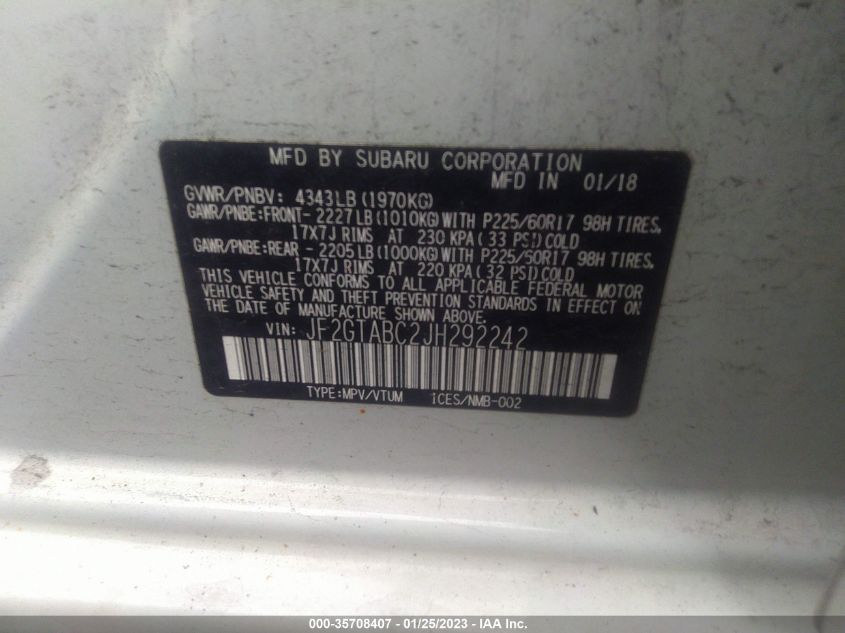 MFD BY SUBARU CORPORATION
MFD IN 01/18
GVWR/PNBV: 4343LB (1970KG)
GAWR/PNBE:FRONT- 2227LB (1010KG) WITH P225/60R17 98H TIRES,
17X7J RIMS AT 230 KPA( 33 PSI) COLD
GAWR/PNBE:REAR - 2205LB (1000KG) WITH P225/60R17 98H TIRES,
17X7J RIMS AT 220 KPA( 32 PSI) COLD
THIS VEHICLE CONFORMS TO ALL APPLICABLE FEDERAL MOTOR
VEHICLE SAFETY AND THEFT PREVENTION STANDARDS IN EFFECT ON
THE DATE OF MANUFACTURE SHOWN ABOVE.
VIN: JF2GTABC2JH292242
TYPE:MPV/VTUM ICES/NMB-002
000-35708407 - 01/25/2023 - IAA Inc.